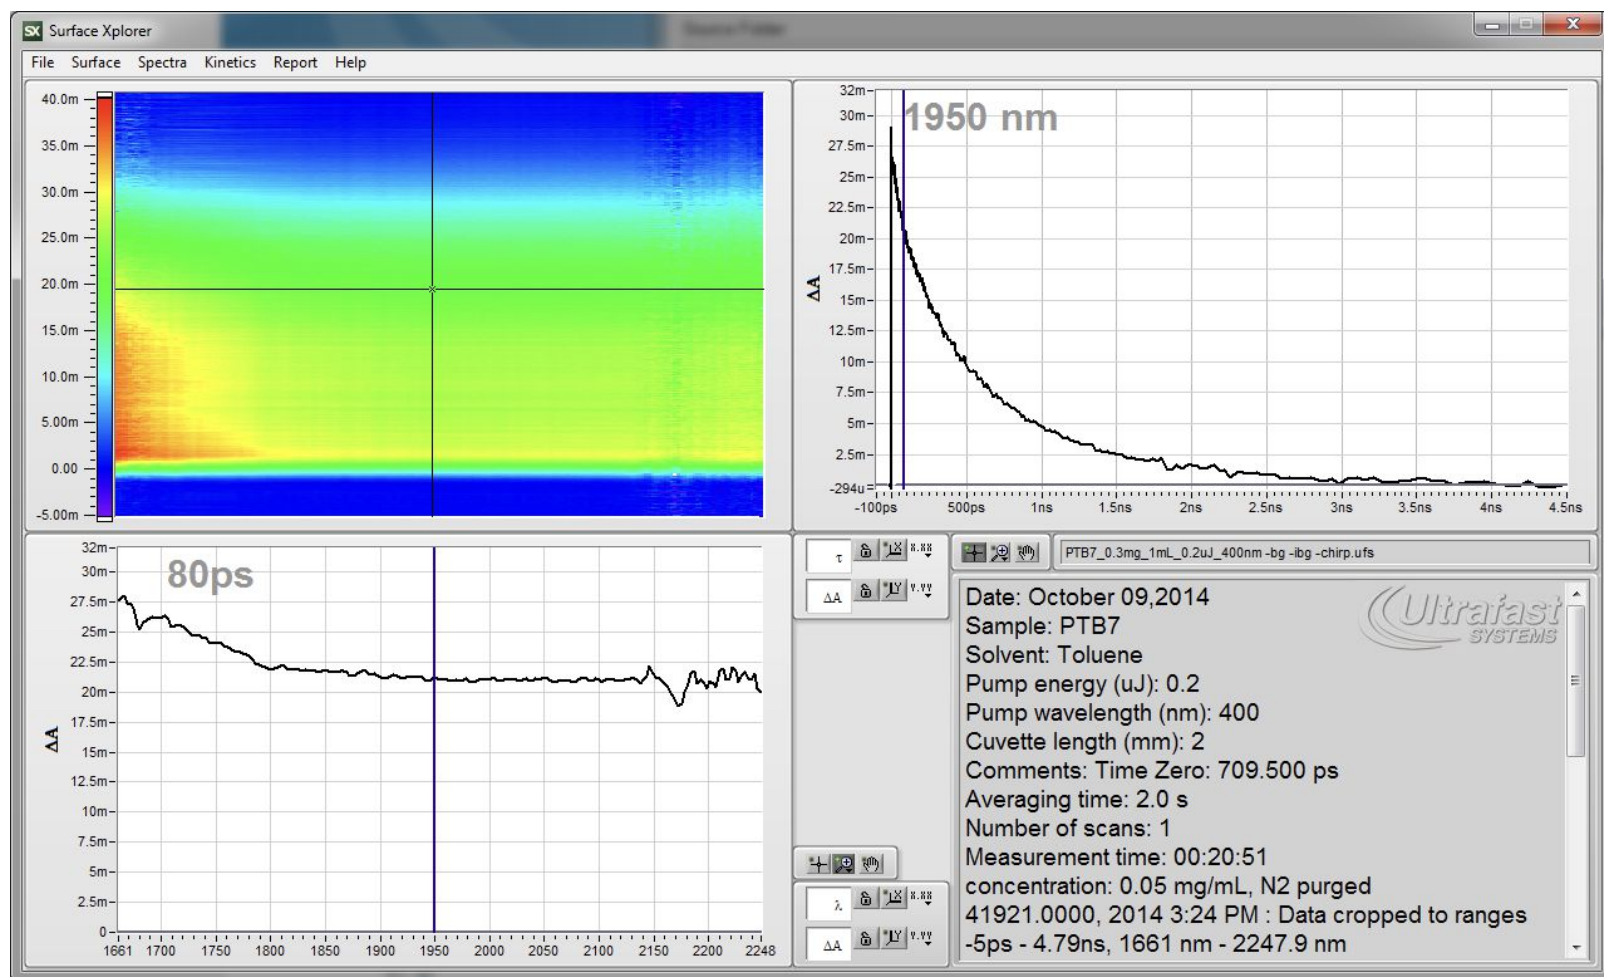 Surface Xplorer
File Surface Spectra Kinetics Report Help
40.0m
35.0m
30.0m
25.0m
20.0m
15.0m
10.0m
5.00m
0.00
-5.00m
32m
30m
27.5m
25m
22.5m
20m
17.5m
15m
12.5m
10m
7.5m
5m
2.5m
-294u
ΔA
1950 nm
-100ps 500ps 1ns 1.5ns 2ns 2.5ns 3ns 3.5ns 4ns 4.5ns
32m
30m
27.5m
25m
22.5m
20m
17.5m
15m
12.5m
10m
7.5m
5m
2.5m
0
ΔA
80ps
1661 1700 1750 1800 1850 1900 1950 2000 2050 2100 2150 2200 2248
τ
ΔA
λ
ΔA
PTB7_0.3mg_1mL_0.2uJ_400nm -bg -ibg -chirp.ufs
Ultrafast
SYSTEMS
Date: October 09,2014
Sample: PTB7
Solvent: Toluene
Pump energy (uJ): 0.2
Pump wavelength (nm): 400
Cuvette length (mm): 2
Comments: Time Zero: 709.500 ps
Averaging time: 2.0 s
Number of scans: 1
Measurement time: 00:20:51
concentration: 0.05 mg/mL, N2 purged
41921.0000, 2014 3:24 PM : Data cropped to ranges
-5ps - 4.79ns, 1661 nm - 2247.9 nm